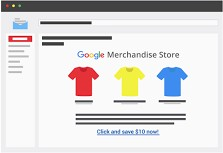 Google Merchandise Store
Click and save $10 now!